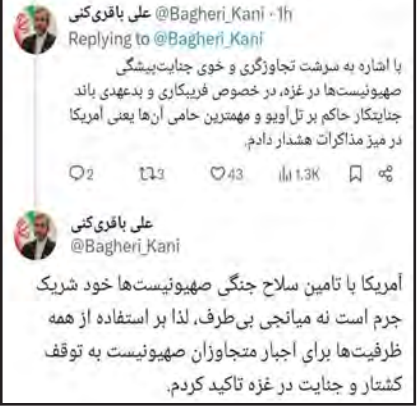 علی باقری‌کنی @Bagheri_Kani · 1h
Replying to @Bagheri_Kani
با اشاره به سرشت تجاوزگری و خوی جنایت‌پیشگی
صهیونیست‌ها در غزه، در خصوص فریبکاری و بدعهدی باند
جنایتکار حاکم بر تل‌آویو و مهمترین حامی آن‌ها یعنی آمریکا
در میز مذاکرات هشدار دادم.
2 3 43 1.3K
علی باقری‌کنی
@Bagheri_Kani
آمریکا با تامین سلاح جنگی صهیونیست‌ها خود شریک
جرم است نه میانجی بی‌طرف، لذا بر استفاده از همه
ظرفیت‌ها برای اجبار متجاوزان صهیونیست به توقف
کشتار و جنایت در غزه تاکید کردم.